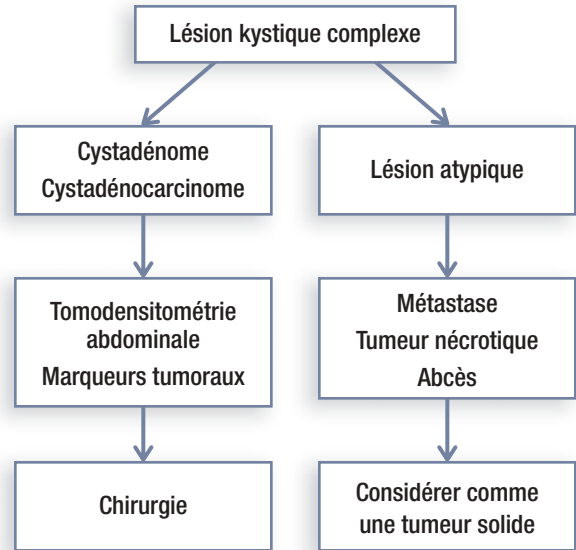 Lésion kystique complexe
Cystadénome
Cystadénocarcinome
Lésion atypique
Tomodensitométrie
abdominale
Marqueurs tumoraux
Métastase
Tumeur nécrotique
Abcès
Chirurgie
Considérer comme
une tumeur solide